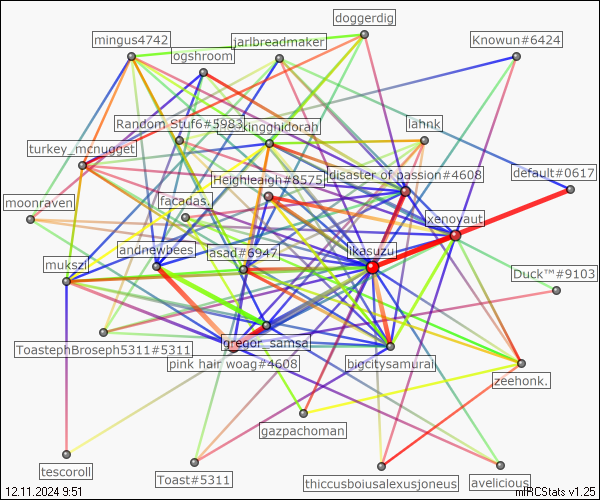 doggerdig
mingus4742
jarlbreadmaker
Knowun#6424
ogshroom
Random Stuf6#5983
kingghidorah
lahnk
turkey_mcnugget
Heighleaigh#8575
disaster of passion#4608
default#0617
moonraven
facadas.
xenoyaut
andnewbees
asad#6947
ikasuzu
mukszi
Duck™#9103
ToastephBroseph5311#5311
gregor_samsa
pink hair woag#4608
bigcitysamurai
zeehonk.
gazpachoman
tescoroll
Toast#5311
thiccusboiusalexusjoneus
avelicious
12.11.2024 9:51
mIRCStats v1.25